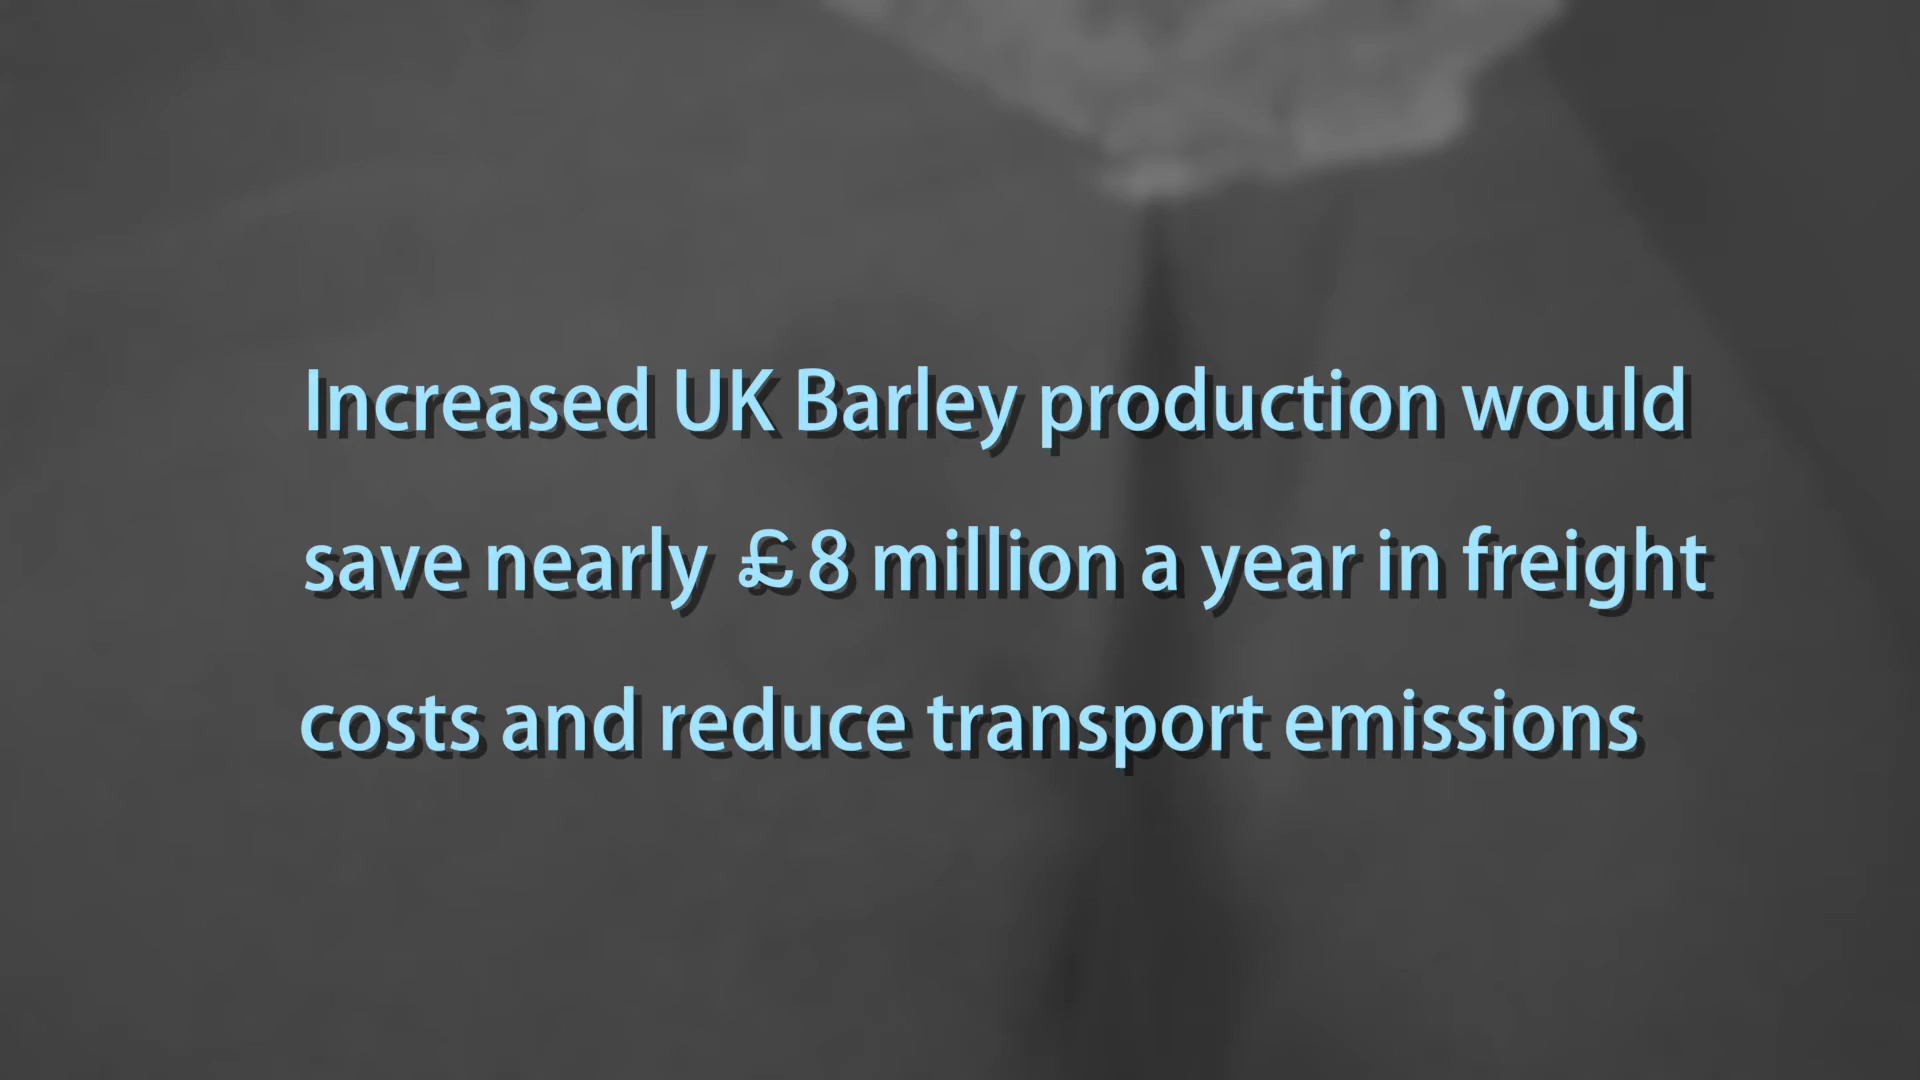 Increased UK Barley production would
save nearly £8 million a year in freight
costs and reduce transport emissions